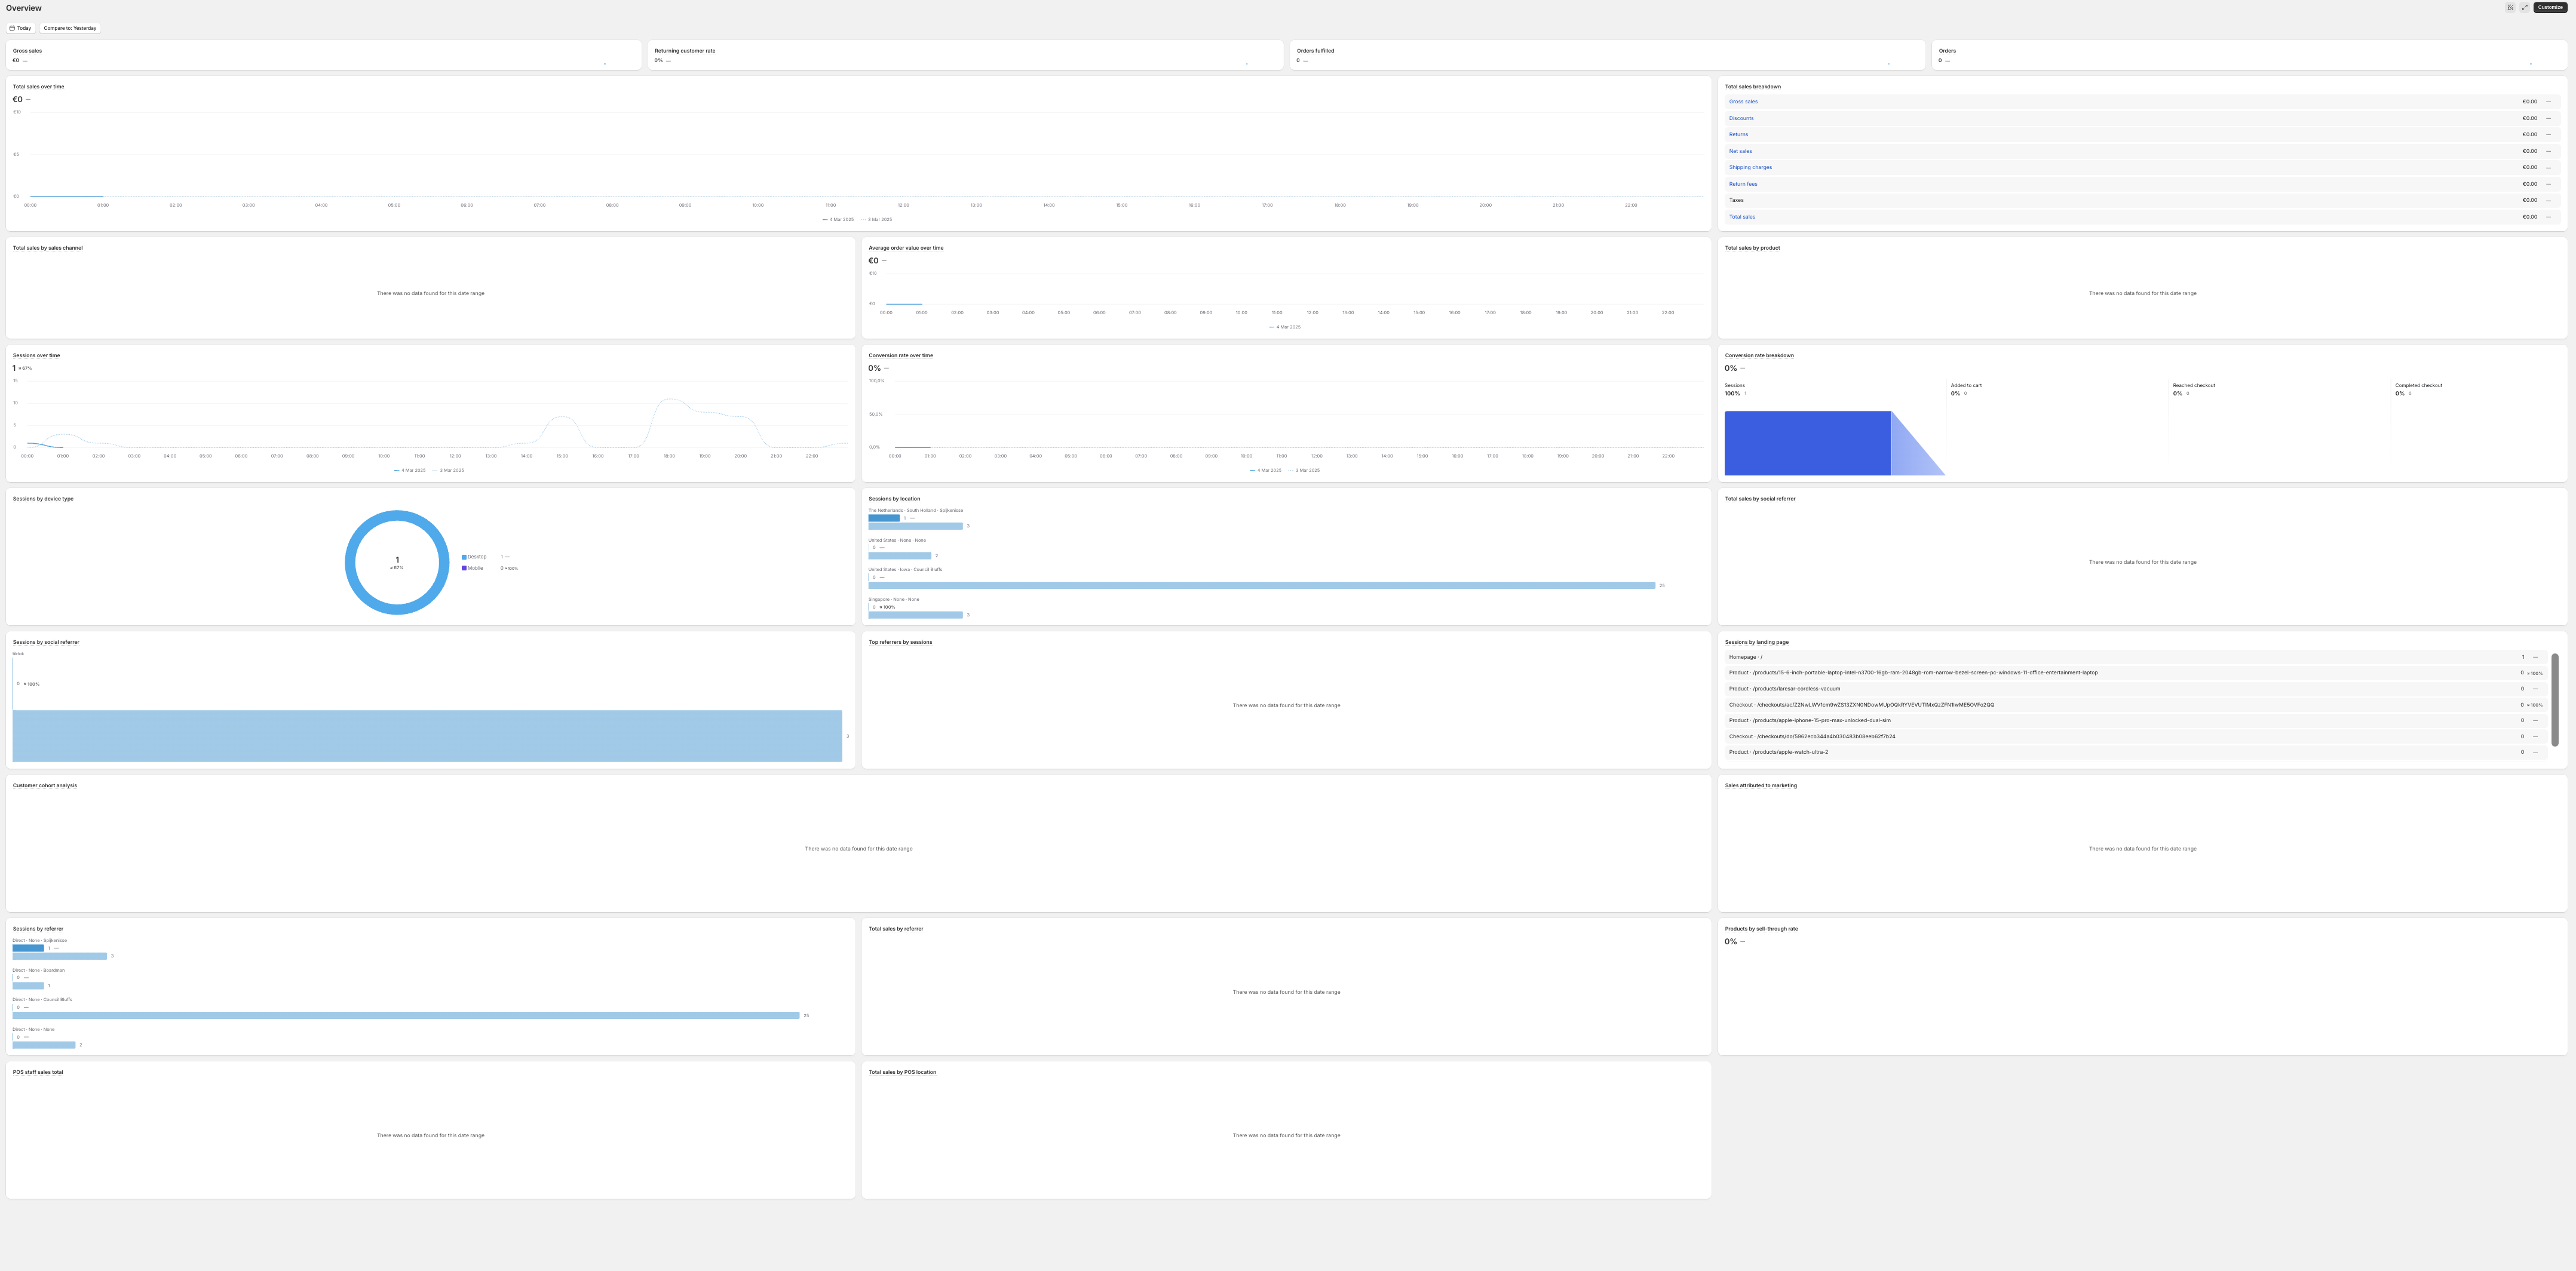 Overview
Customize
Today
Compare to: Yesterday
Gross sales
€0 —
Returning customer rate
0% —
Orders fulfilled
0 —
Orders
0 —
Total sales over time
€0 —
€10
€5
€0
00:00 01:00 02:00 03:00 04:00 05:00 06:00 07:00 08:00 09:00 10:00 11:00 12:00 13:00 14:00 15:00 16:00 17:00 18:00 19:00 20:00 21:00 22:00
4 Mar 2025 3 Mar 2025
Total sales breakdown
Gross sales €0.00 —
Discounts €0.00 —
Returns €0.00 —
Net sales €0.00 —
Shipping charges €0.00 —
Return fees €0.00 —
Taxes €0.00 —
Total sales €0.00 —
Total sales by sales channel
There was no data found for this date range
Average order value over time
€0 —
€10
€0
00:00 01:00 02:00 03:00 04:00 05:00 06:00 07:00 08:00 09:00 10:00 11:00 12:00 13:00 14:00 15:00 16:00 17:00 18:00 19:00 20:00 21:00 22:00
4 Mar 2025
Total sales by product
There was no data found for this date range
Sessions over time
1
15
10
5
0
00:00 01:00 02:00 03:00 04:00 05:00 06:00 07:00 08:00 09:00 10:00 11:00 12:00 13:00 14:00 15:00 16:00 17:00 18:00 19:00 20:00 21:00 22:00
4 Mar 2025 3 Mar 2025
Conversion rate over time
0% —
100,0%
50,0%
0,0%
00:00 01:00 02:00 03:00 04:00 05:00 06:00 07:00 08:00 09:00 10:00 11:00 12:00 13:00 14:00 15:00 16:00 17:00 18:00 19:00 20:00 21:00 22:00
4 Mar 2025 3 Mar 2025
Conversion rate breakdown
0% —
Sessions
100% 1
Added to cart
0% 0
Reached checkout
0% 0
Completed checkout
0% 0
Sessions by device type
1
Desktop 1 —
Mobile 0 100%
Sessions by location
The Netherlands · South Holland · Spijkenisse
1 —
3
United States · None · None
0 —
2
United States · Iowa · Council Bluffs
0 —
25
Singapore · None · None
0 100%
3
Total sales by social referrer
There was no data found for this date range
Sessions by social referrer
0 100%
3
Top referrers by sessions
There was no data found for this date range
Sessions by landing page
Homepage · / 1 —
Product · /products/15-6-inch-portable-laptop-intel-n3700-16gb-ram-2048gb-rom-narrow-bezel-screen-pc-windows-11-office-entertainment-laptop 0 100%
Product · /products/laresar-cordless-vacuum 0 —
Checkout 0 100%
Product · /products/apple-iphone-15-pro-max-unlocked-dual-sim 0 —
Checkout 0 —
Product · /products/apple-watch-ultra-2 0 —
Customer cohort analysis
There was no data found for this date range
Sales attributed to marketing
There was no data found for this date range
Sessions by referrer
Direct · None · Spijkenisse
1 —
3
Direct · None · Boardman
0 —
1
Direct · None · Council Bluffs
0 —
25
Direct · None · None
0 —
2
Total sales by referrer
There was no data found for this date range
Products by sell-through rate
0% —
POS staff sales total
There was no data found for this date range
Total sales by POS location
There was no data found for this date range